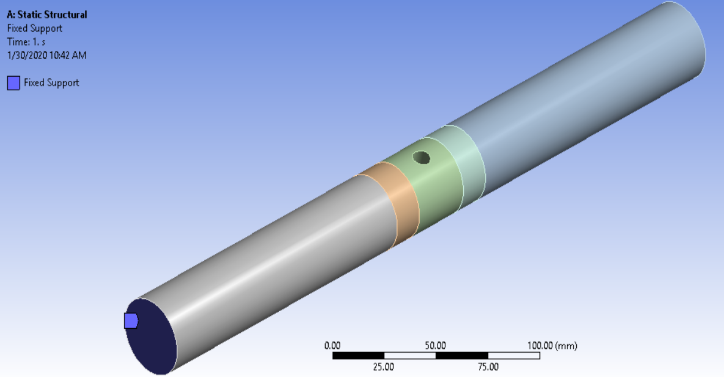 A: Static Structural
Fixed Support
Time: 1. s
1/30/2020 10:42 AM
Fixed Support
0.00 50.00 100.00 (mm)
25.00 75.00